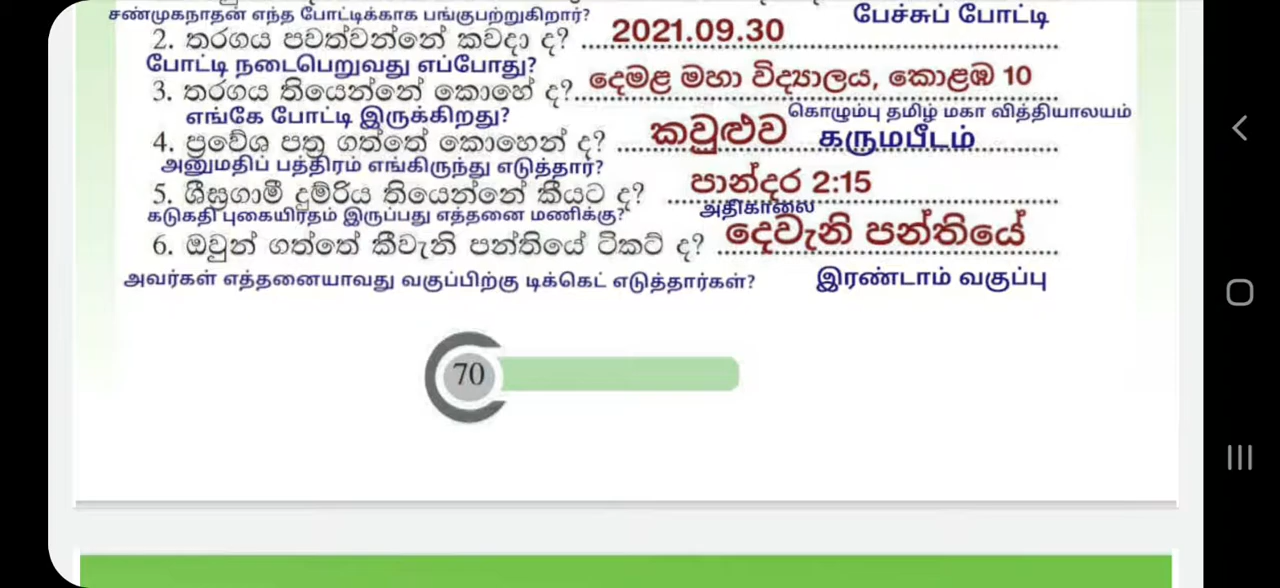 சண்முகநாதன் எந்த போட்டிக்காக பங்குபற்றுகிறார்? பேச்சுப் போட்டி
2. තරගය පවත්වන්නේ කවදා ද? 2021.09.30
போட்டி நடைபெறுவது எப்போது?
3. තරගය තියෙන්නේ කොහේ ද? දෙමළ මහා විද්‍යාලය, කොළඹ 10
எங்கே போட்டி இருக்கிறது? கொழும்பு தமிழ் மகா வித்தியாலயம்
4. ප්‍රවේශ පත්‍ර ගත්තේ කොහෙන් ද? කවුළුව கருமபீடம்
அனுமதிப் பத்திரம் எங்கிருந்து எடுத்தார்?
5. ශීඝ්‍රගාමී දුම්රිය තියෙන්නේ කීයට ද? පාන්දර 2:15
கடுகதி புகையிரதம் இருப்பது எத்தனை மணிக்கு? அதிகாலை
6. ඔවුන් ගත්තේ කීවැනි පන්තියේ ටිකට් ද? දෙවැනි පන්තියේ
அவர்கள் எத்தனையாவது வகுப்பிற்கு டிக்கெட் எடுத்தார்கள்? இரண்டாம் வகுப்பு
70